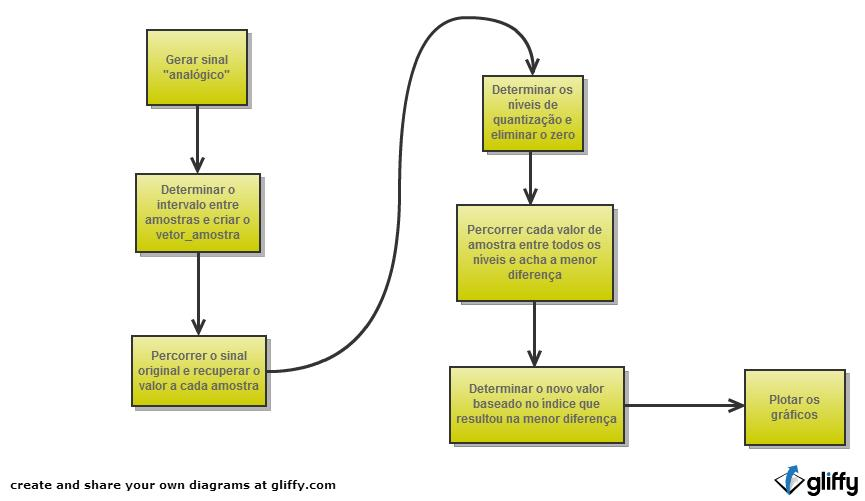 Gerar sinal
"analógico"
Determinar o
intervalo entre
amostras e criar o
vetor_amostra
Percorrer o sinal
original e recuperar o
valor a cada amostra
Determinar os
níveis de
quantização e
eliminar o zero
Percorrer cada valor de
amostra entre todos os
níveis e acha a menor
diferença
Determinar o novo valor
baseado no índice que
resultou na menor diferença
Plotar os
gráficos
create and share your own diagrams at gliffy.com
gliffy